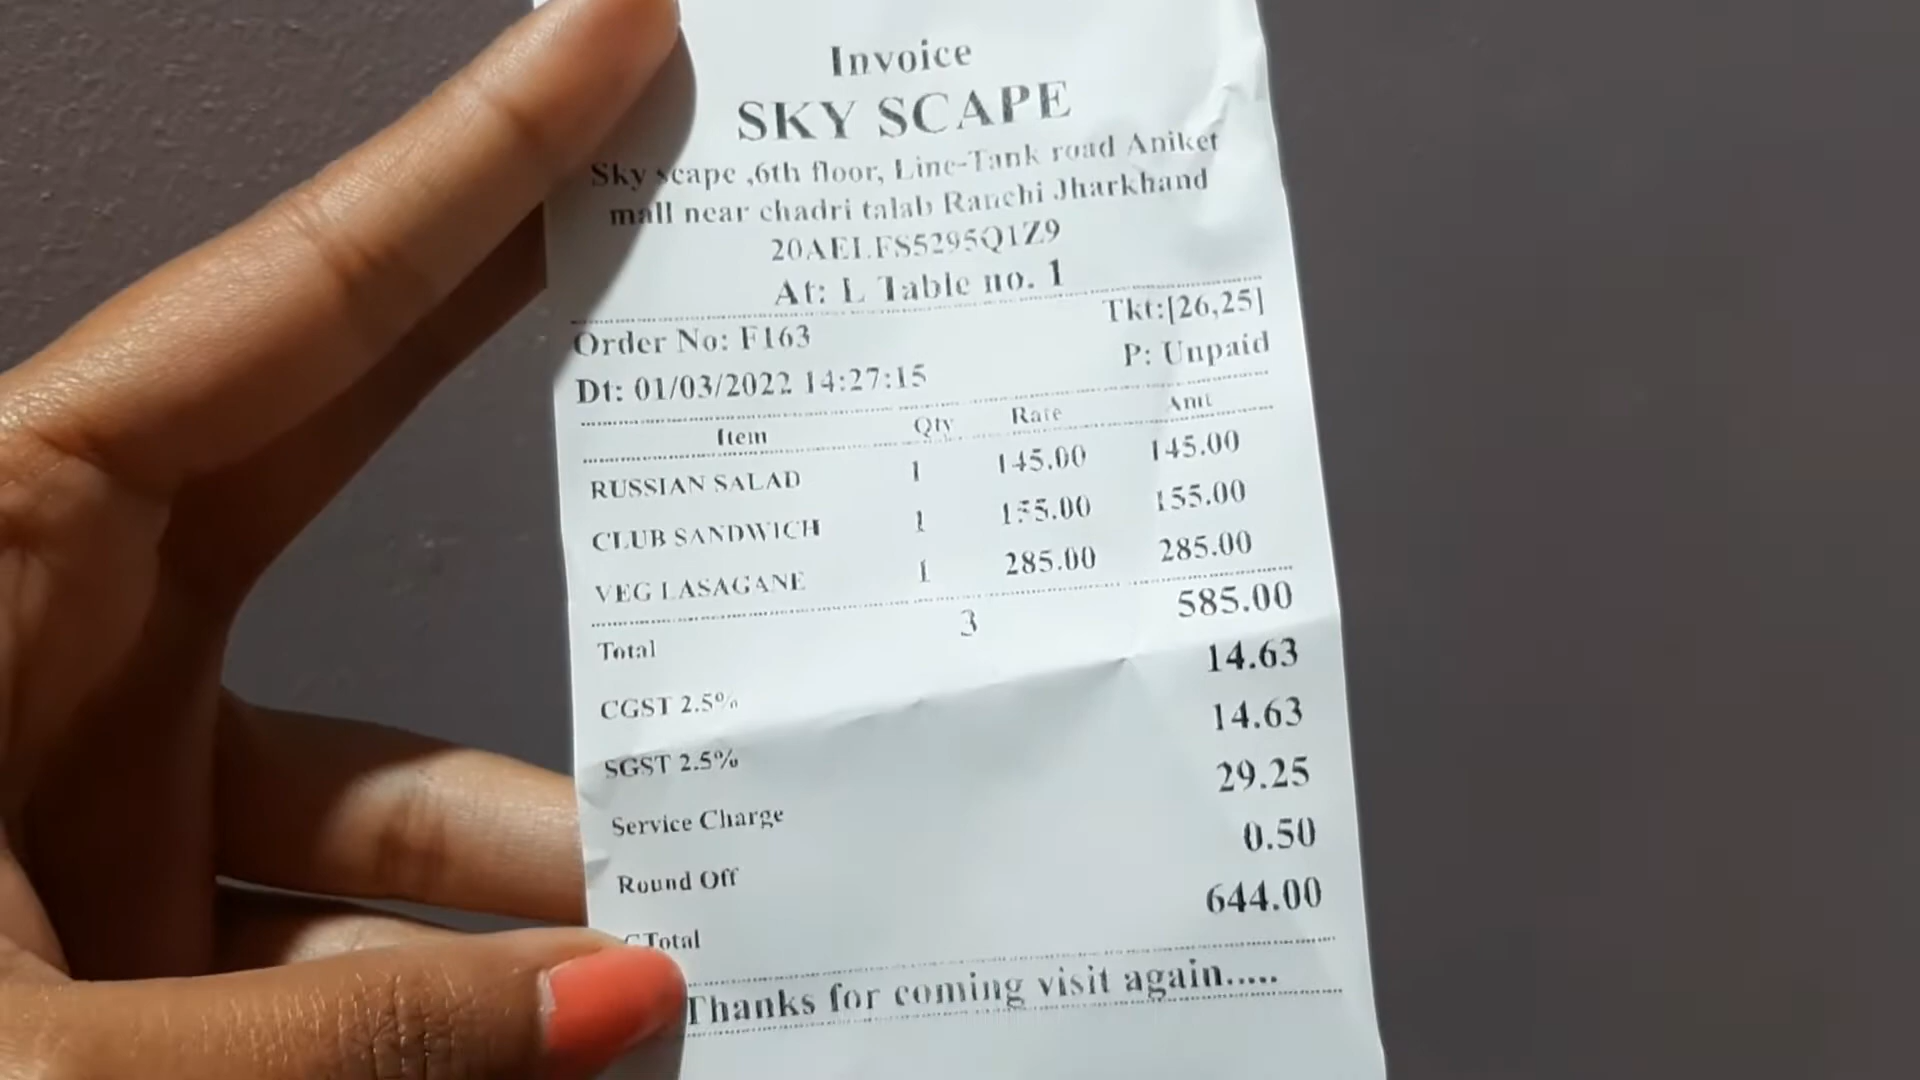 Invoice
SKY SCAPE
Sky scape ,6th floor, Line-Tank road Aniket
mall near chadri talab Ranchi Jharkhand
20AELFS5295Q1Z9
At: L Table no. 1
Order No: F163 Tkt:[26,25]
Dt: 01/03/2022 14:27:15 P: Unpaid
Item Qty Rate Amt
RUSSIAN SALAD 1 145.00 145.00
CLUB SANDWICH 1 155.00 155.00
VEG LASAGANE 1 285.00 285.00
Total 3 585.00
CGST 2.5% 14.63
SGST 2.5% 14.63
Service Charge 29.25
Round Off 0.50
Total 644.00
Thanks for coming visit again.....